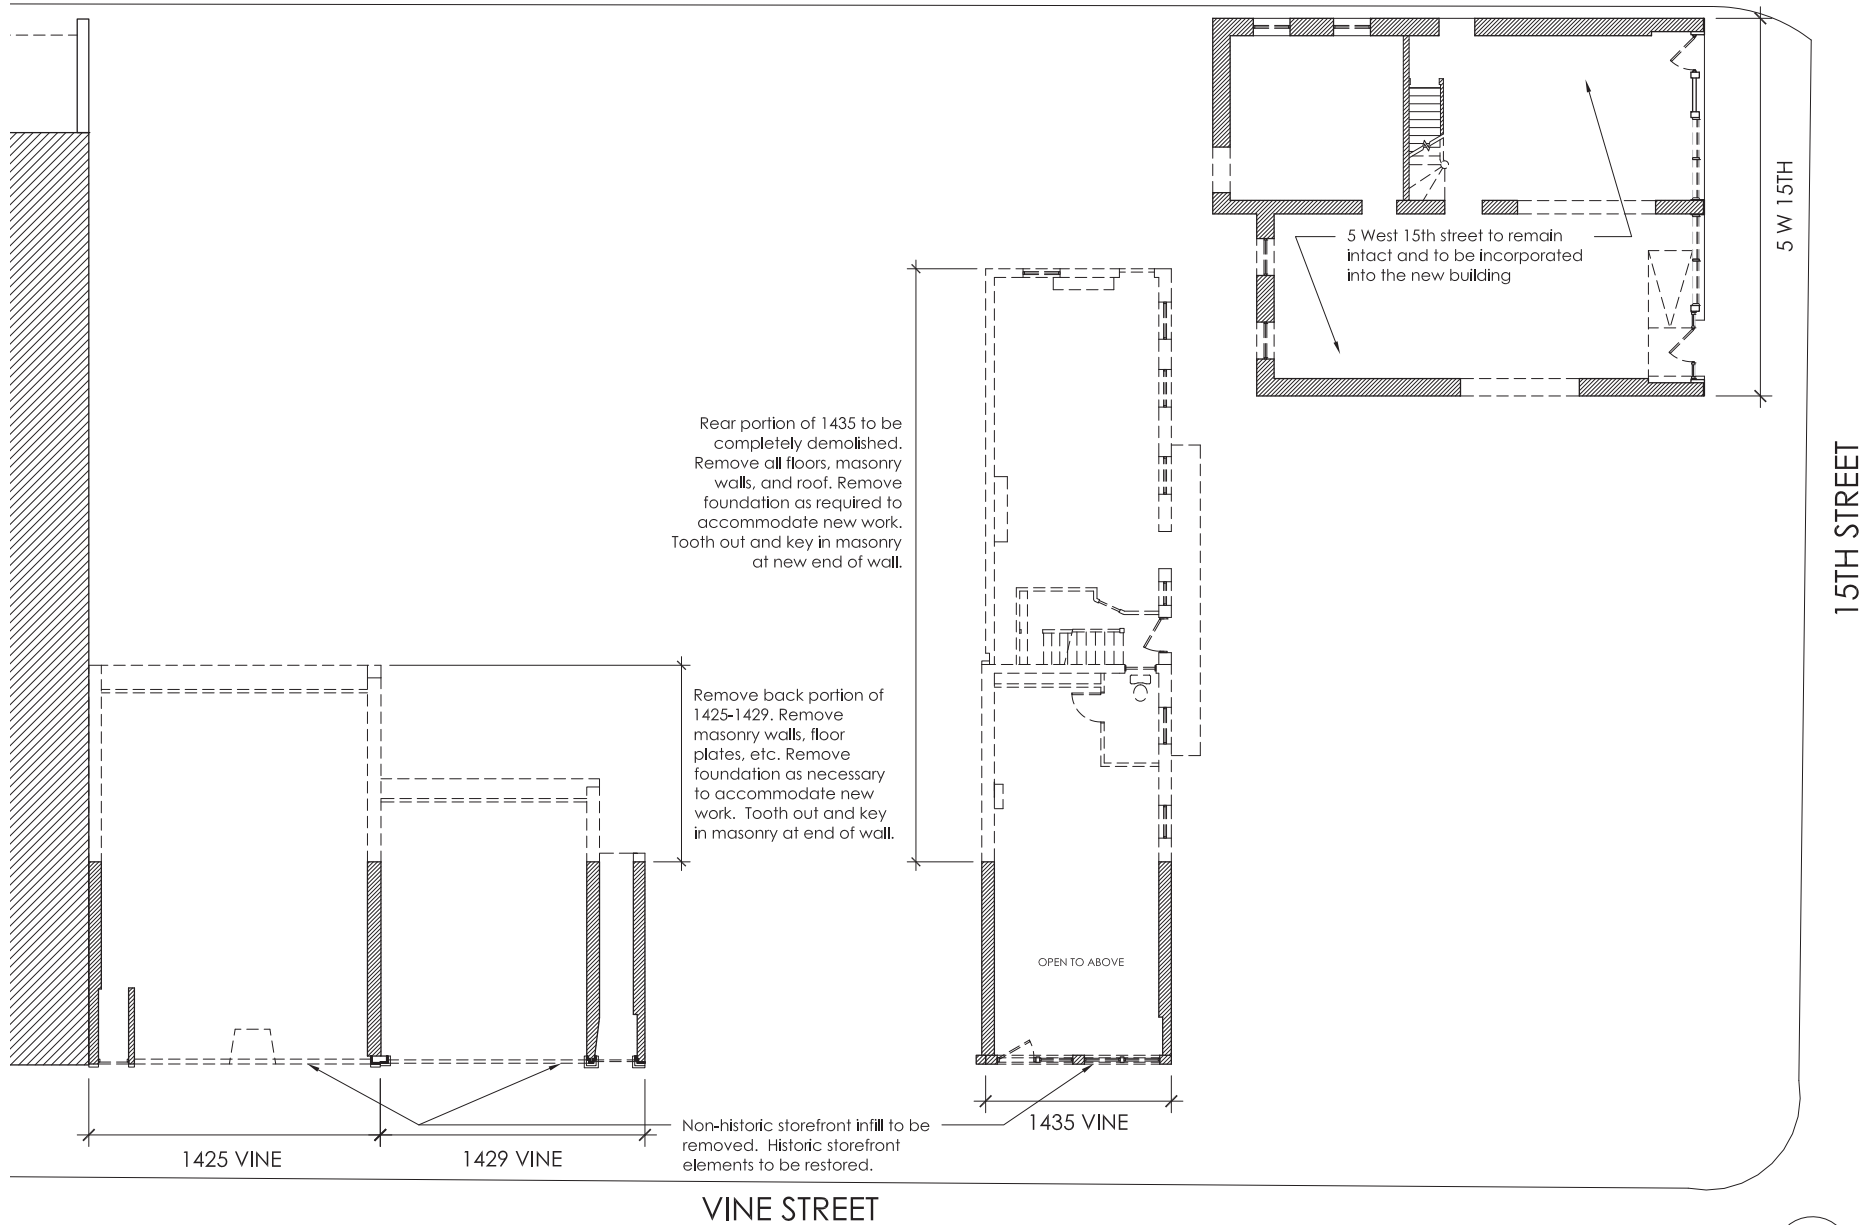 5 W 15TH
5 West 15th street to remain
intact and to be incorporated
into the new building
15TH STREET
Rear portion of 1435 to be
completely demolished.
Remove all floors, masonry
walls, and roof. Remove
foundation as required to
accommodate new work.
Tooth out and key in masonry
at new end of wall.
Remove back portion of
1425-1429. Remove
masonry walls, floor
plates, etc. Remove
foundation as necessary
to accommodate new
work.  Tooth out and key
in masonry at end of wall.
OPEN TO ABOVE
Non-historic storefront infill to be
removed.  Historic storefront
elements to be restored.
1435 VINE
1425 VINE
1429 VINE
VINE STREET